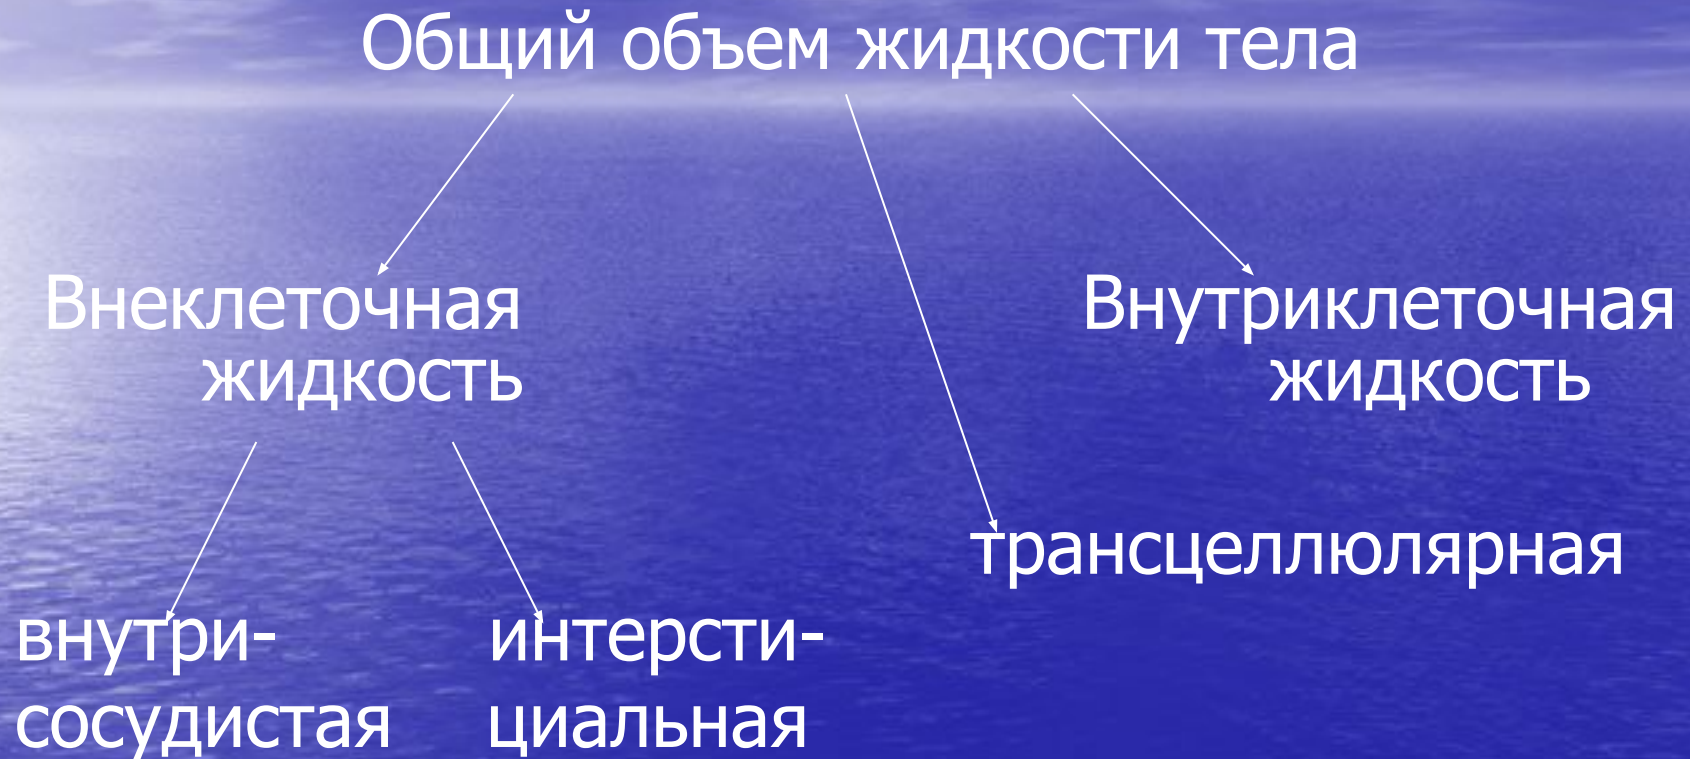 Общий объем жидкости тела
Внеклеточная
жидкость
Внутриклеточная
жидкость
трансцеллюлярная
внутри-
сосудистая
интерсти-
циальная